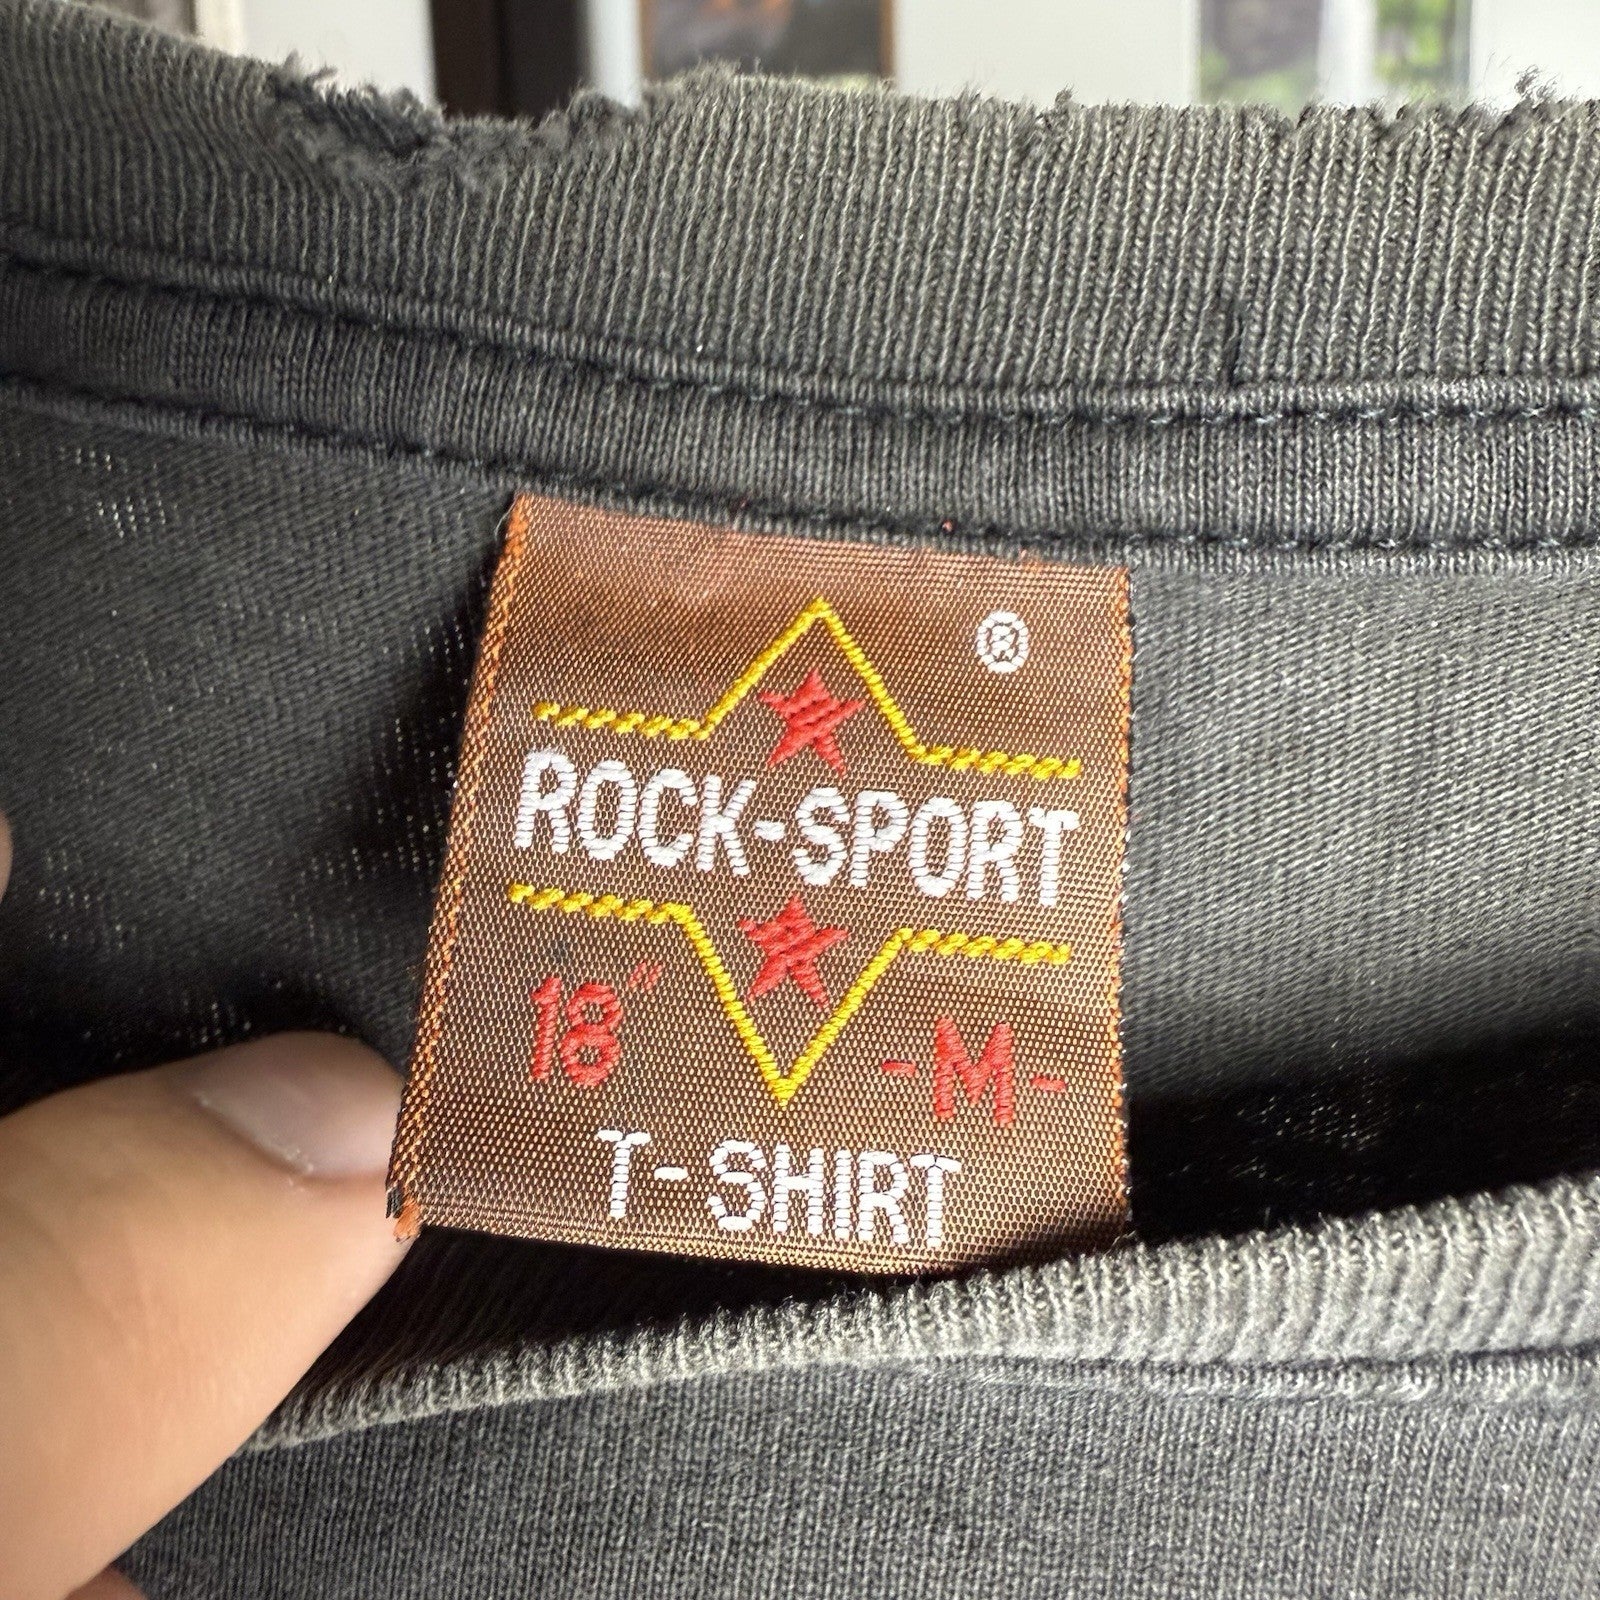 ®
ROCK-SPORT
18" -M-
T-SHIRT